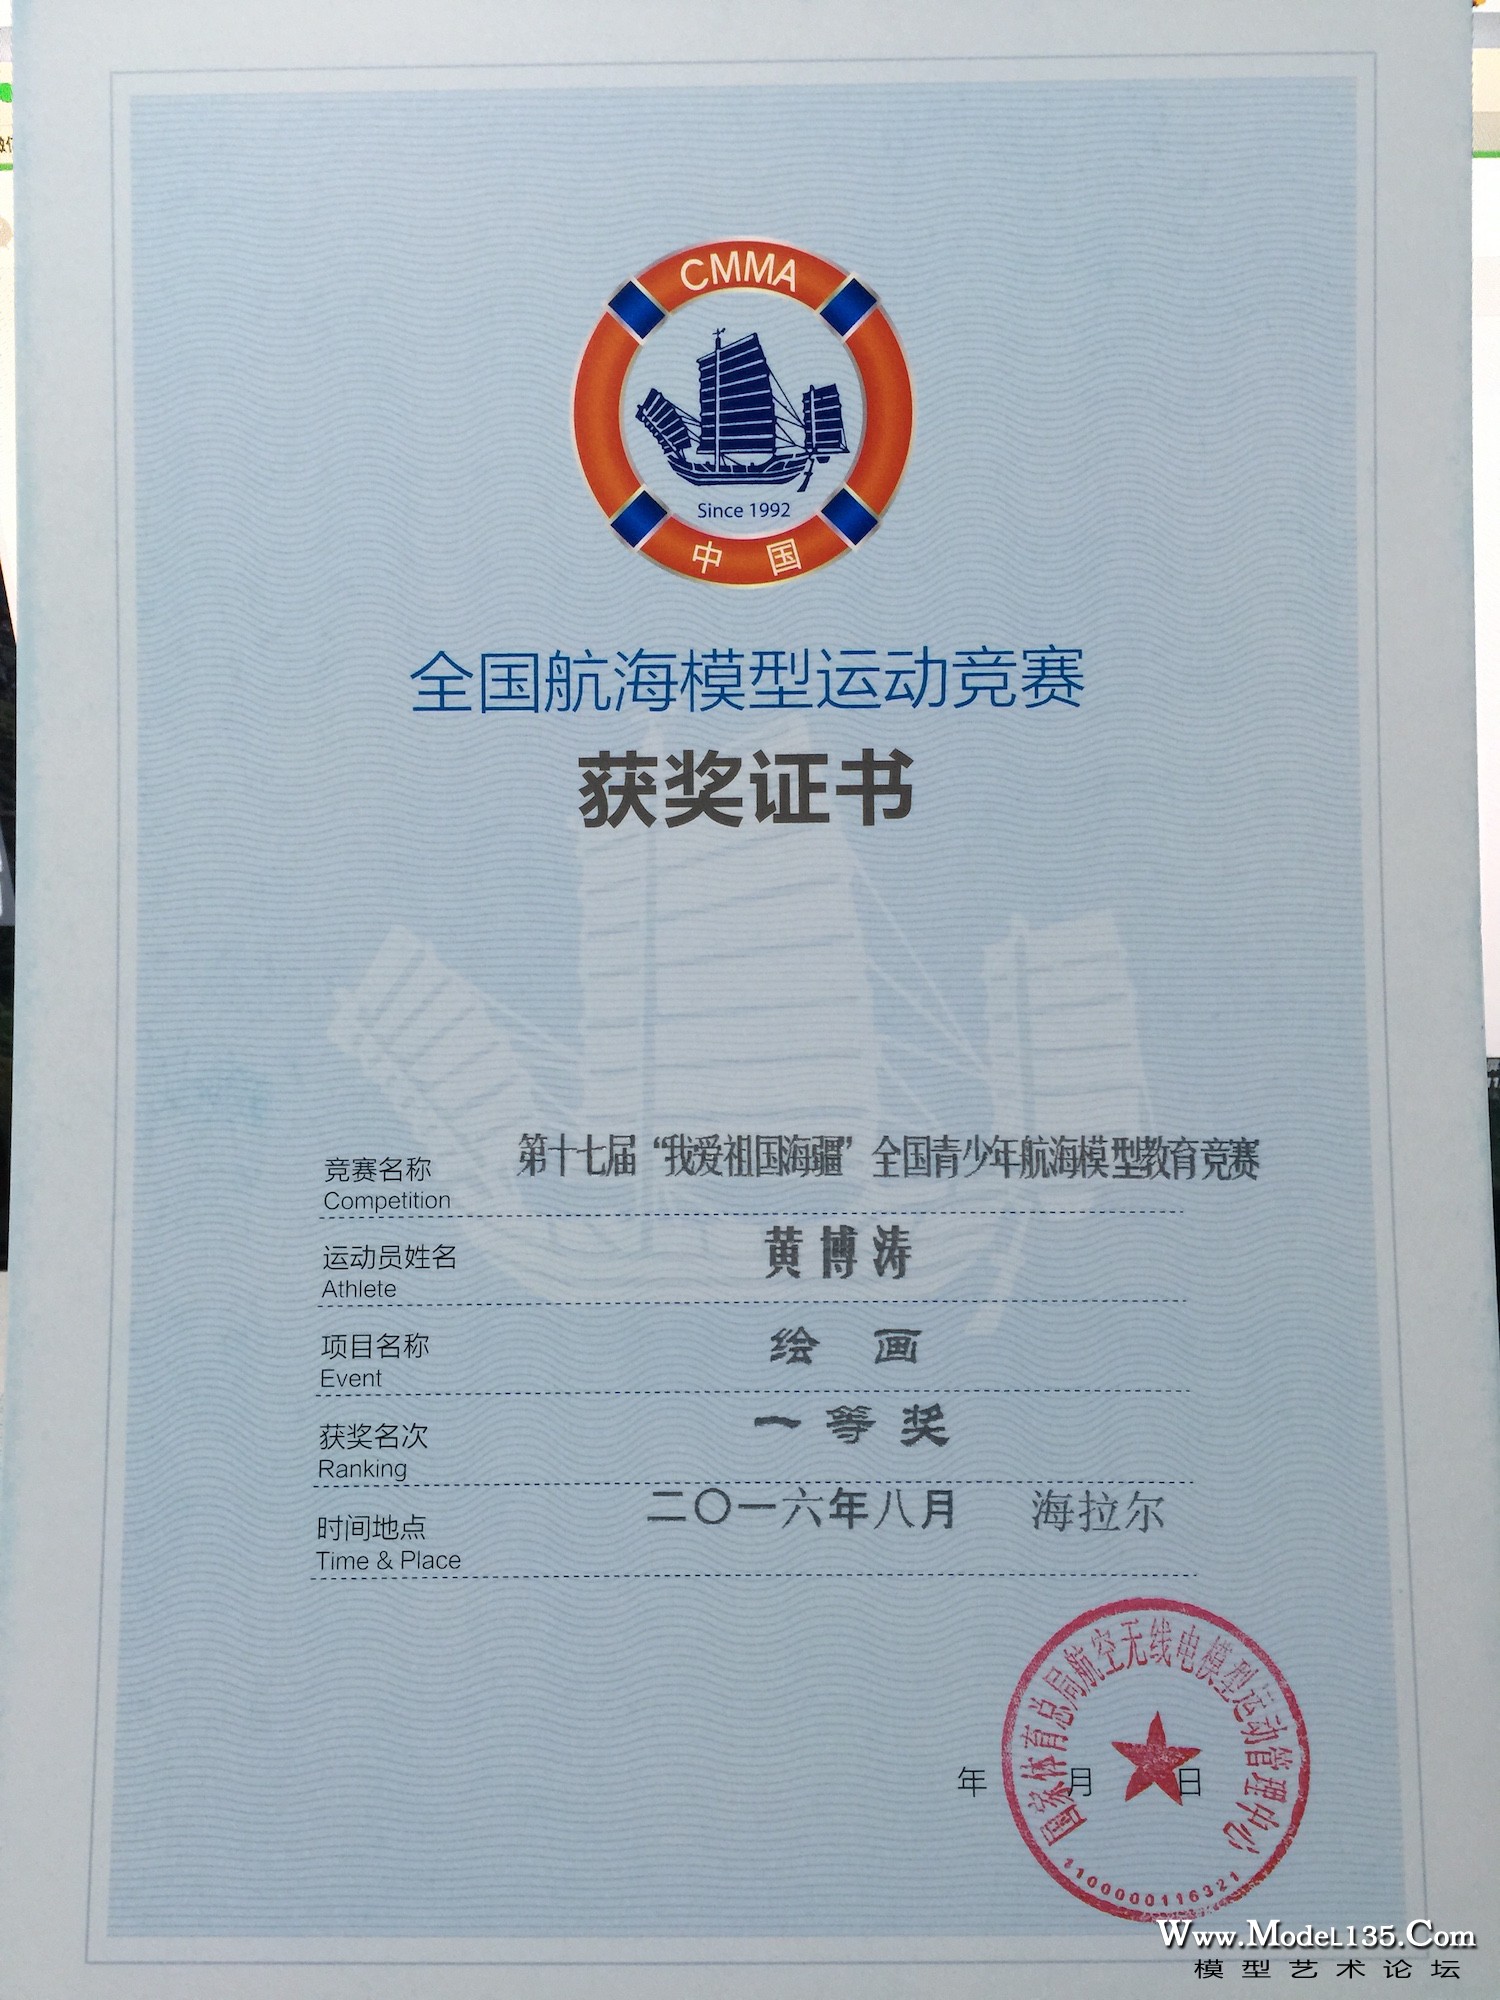 CMMA
Since 1992
中 国
全国航海模型运动竞赛
获奖证书
竞赛名称 第十七届“我爱祖国海疆”全国青少年航海模型教育竞赛
Competition
运动员姓名 黄博涛
Athlete
项目名称 绘 画
Event
获奖名次 一等奖
Ranking
时间地点 二〇一六年八月 海拉尔
Time & Place
国家体育总局航空无线电模型运动管理中心
年 月 日
1100000116321
Www.Model135.Com
模型艺术论坛